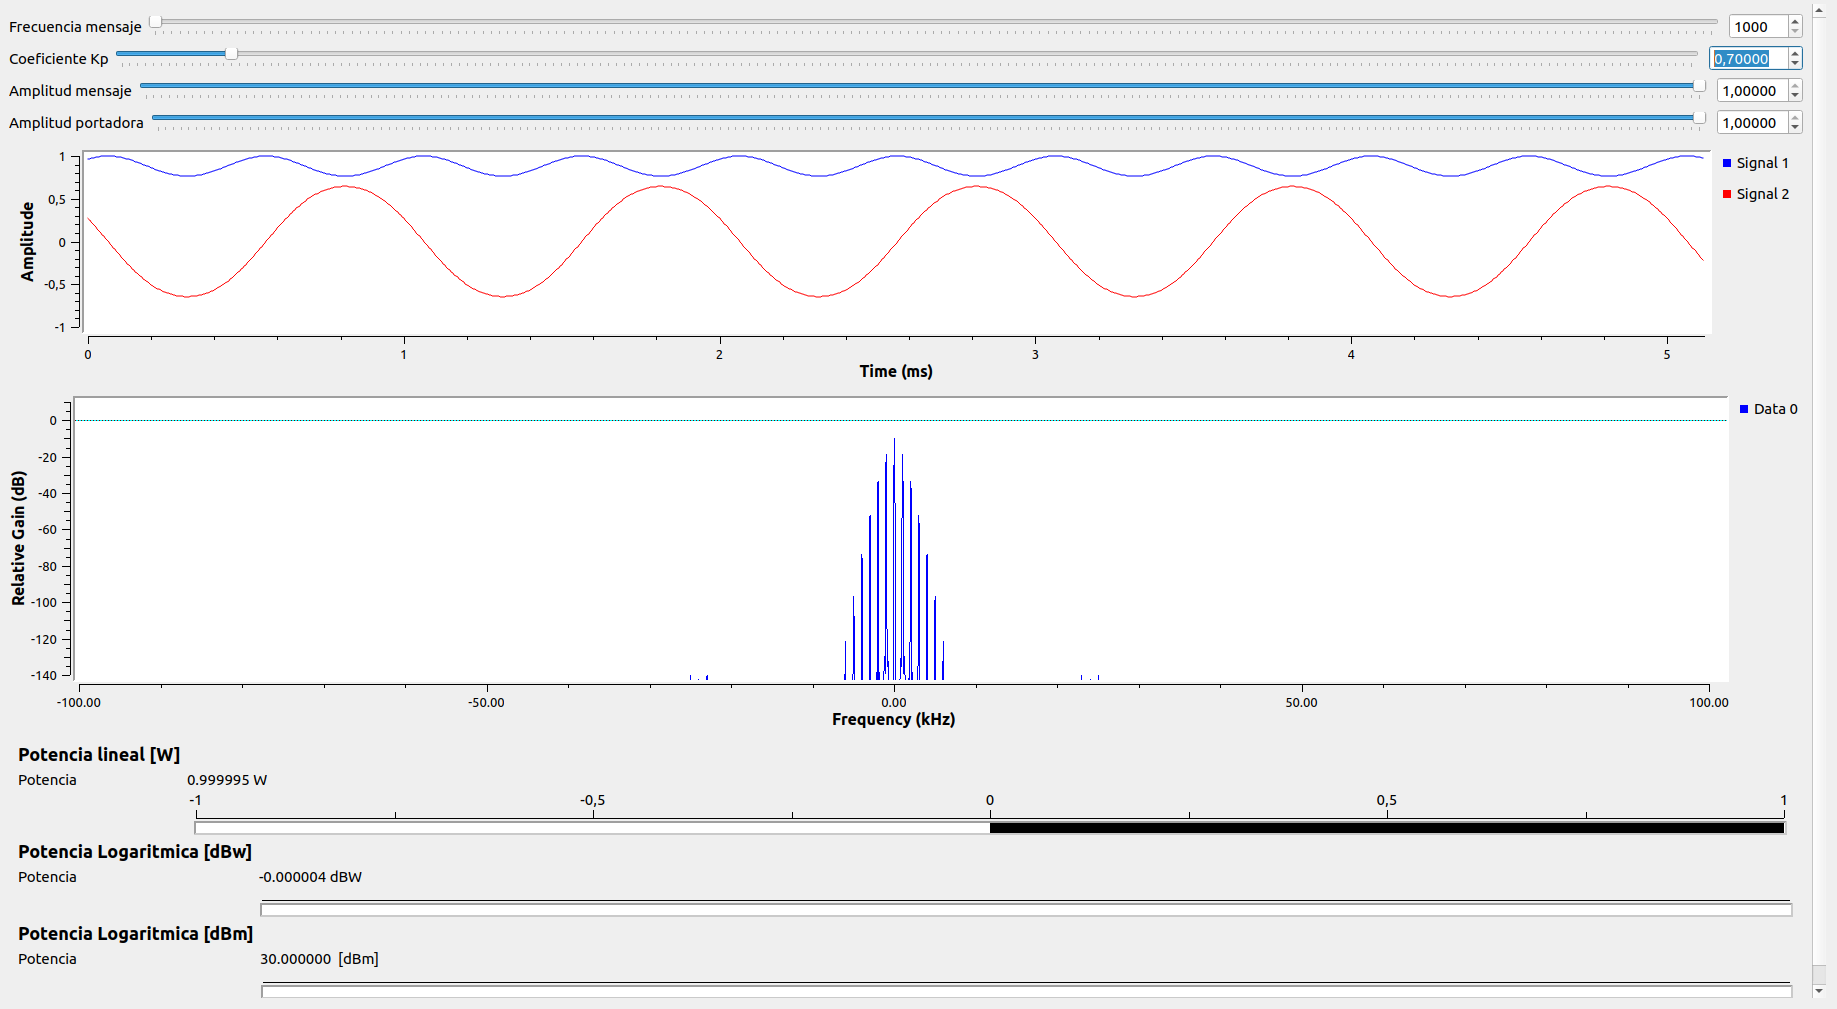 Frecuencia mensaje 1000
Coeficiente Kp 0,70000
Amplitud mensaje 1,00000
Amplitud portadora 1,00000
1
0,5
0
-0,5
-1
Amplitude
0 1 2 3 4 5
Time (ms)
Signal 1
Signal 2
0
-20
-40
-60
-80
-100
-120
-140
Relative Gain (dB)
-100.00 -50.00 0.00 50.00 100.00
Frequency (kHz)
Data 0
Potencia lineal [W]
Potencia 0.999995 W
-1 -0,5 0 0,5 1
Potencia Logaritmica [dBw]
Potencia -0.000004 dBW
Potencia Logaritmica [dBm]
Potencia 30.000000 [dBm]